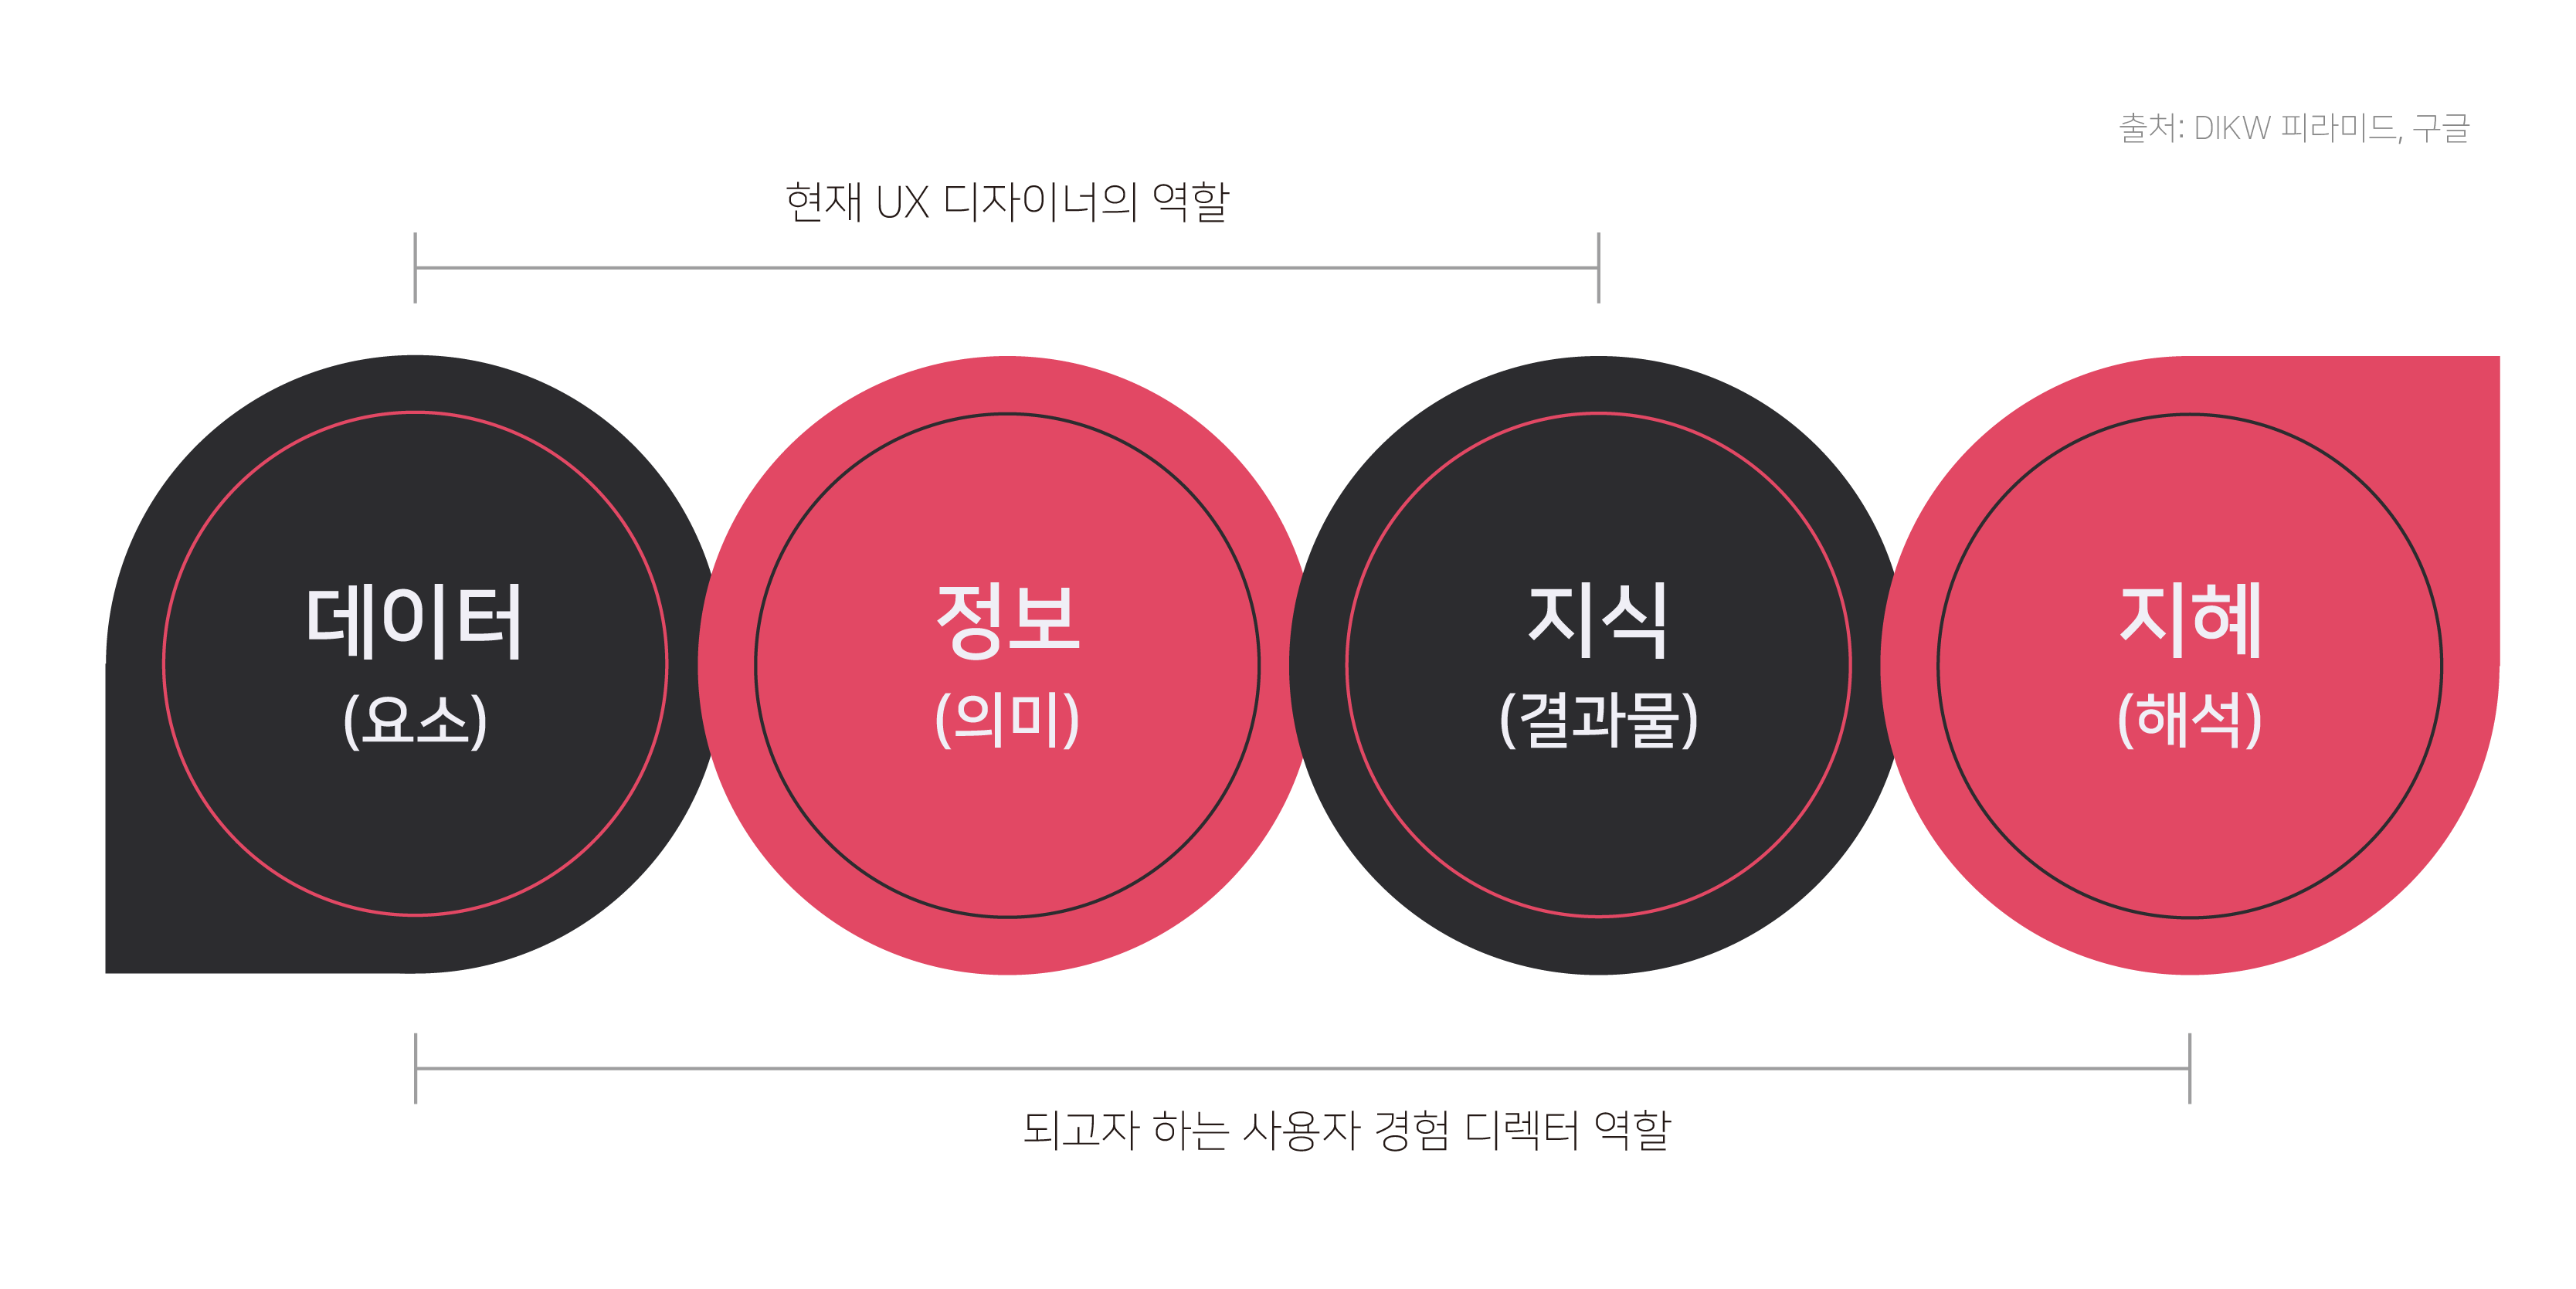 출처: DIKW 피라미드, 구글
현재 UX 디자이너의 역할
데이터
(요소)
정보
(의미)
지식
(결과물)
지혜
(해석)
되고자 하는 사용자 경험 디렉터 역할